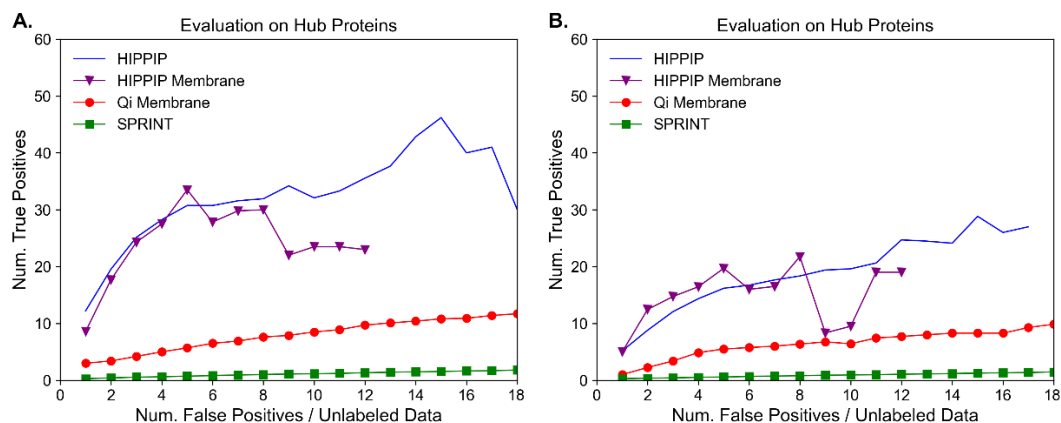 A.
Evaluation on Hub Proteins
60
50
40
30
20
10
0
Num. True Positives
HIPPIP
HIPPIP Membrane
Qi Membrane
SPRINT
0 2 4 6 8 10 12 14 16 18
Num. False Positives / Unlabeled Data
B.
Evaluation on Hub Proteins
60
50
40
30
20
10
0
Num. True Positives
HIPPIP
HIPPIP Membrane
Qi Membrane
SPRINT
0 2 4 6 8 10 12 14 16 18
Num. False Positives / Unlabeled Data